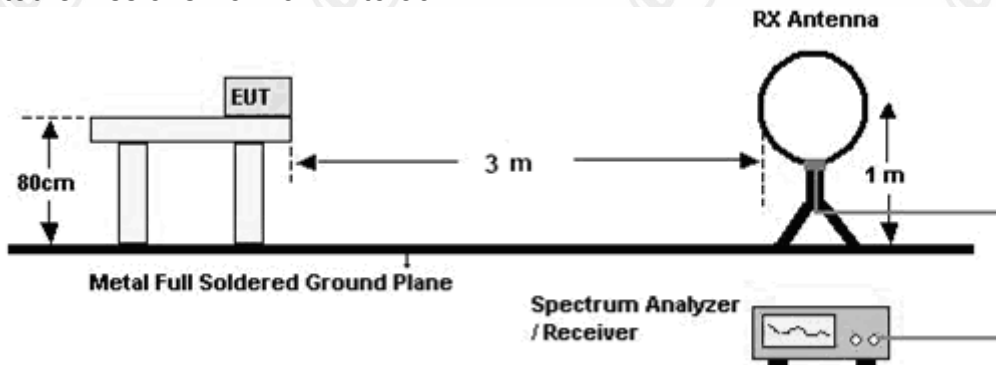 RX Antenna
EUT
80cm
3 m
1 m
Metal Full Soldered Ground Plane
Spectrum Analyzer
/ Receiver